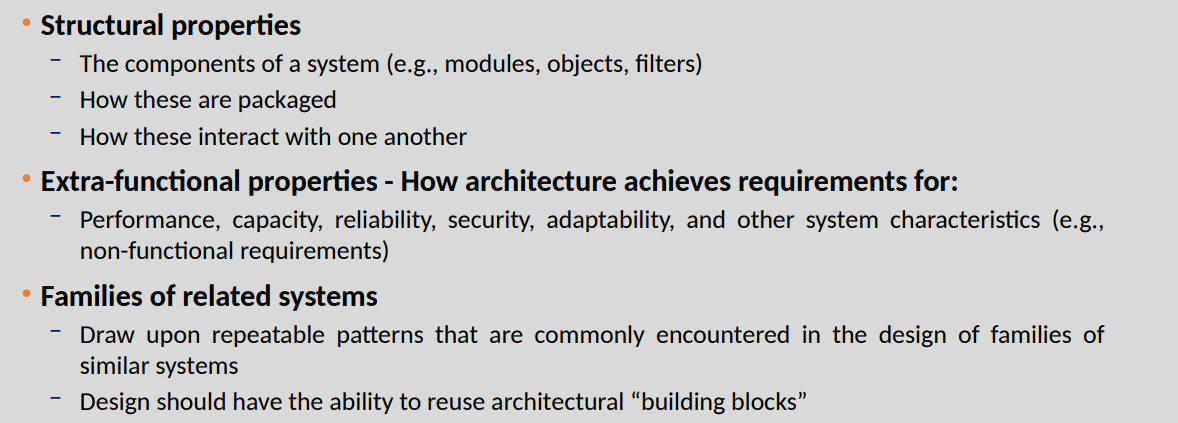 • Structural properties
– The components of a system (e.g., modules, objects, filters)
– How these are packaged
– How these interact with one another
• Extra-functional properties - How architecture achieves requirements for:
– Performance, capacity, reliability, security, adaptability, and other system characteristics (e.g.,
non-functional requirements)
• Families of related systems
– Draw upon repeatable patterns that are commonly encountered in the design of families of
similar systems
– Design should have the ability to reuse architectural “building blocks”